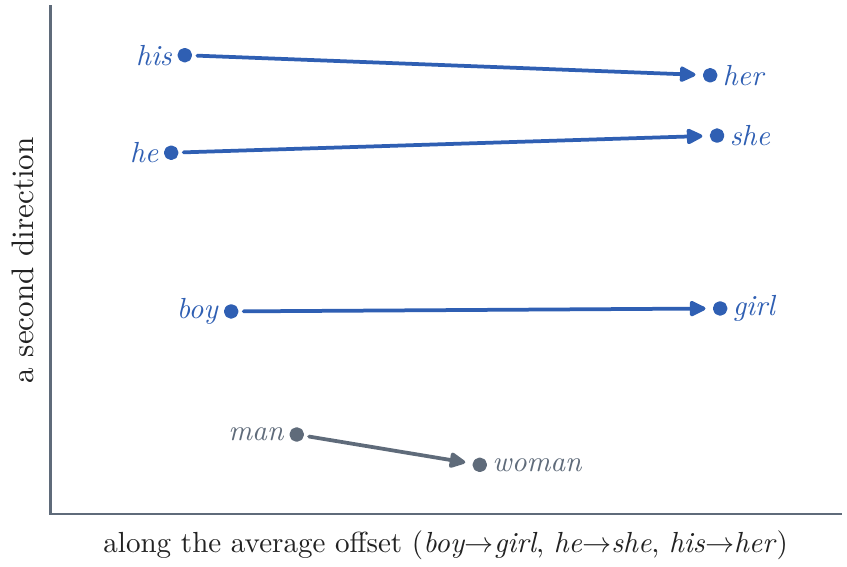 his
her
he
she
a second direction
boy
girl
man
woman
along the average offset (boy→girl, he→she, his→her)